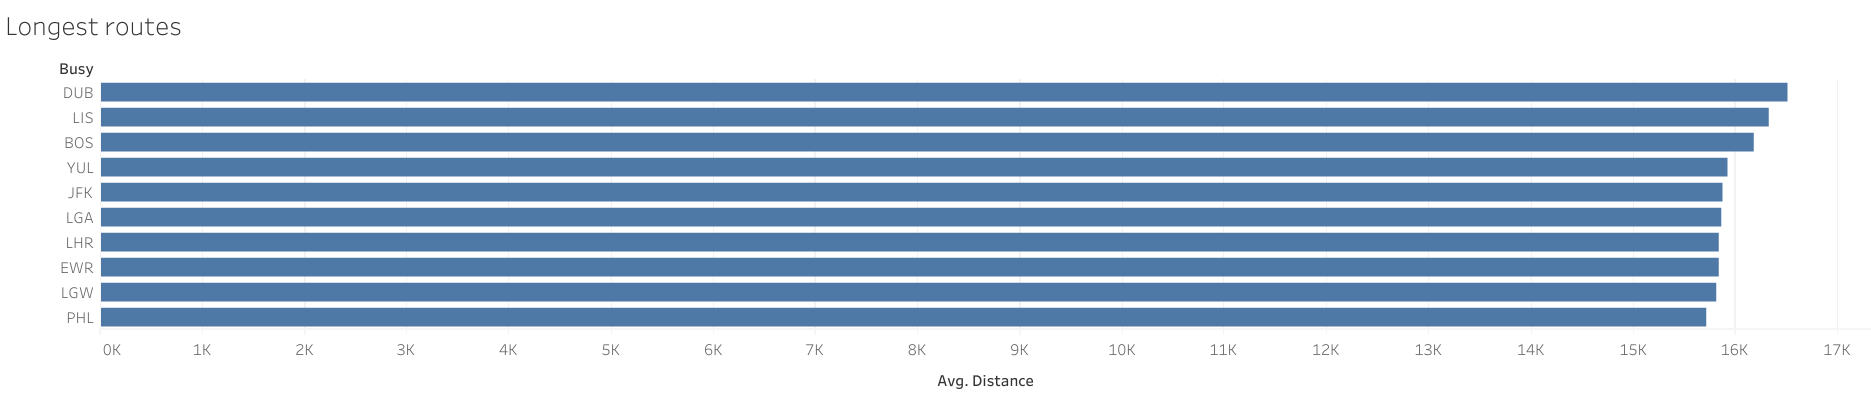 Longest routes
Busy
DUB
LIS
BOS
YUL
JFK
LGA
LHR
EWR
LGW
PHL
0K 1K 2K 3K 4K 5K 6K 7K 8K 9K 10K 11K 12K 13K 14K 15K 16K 17K
Avg. Distance